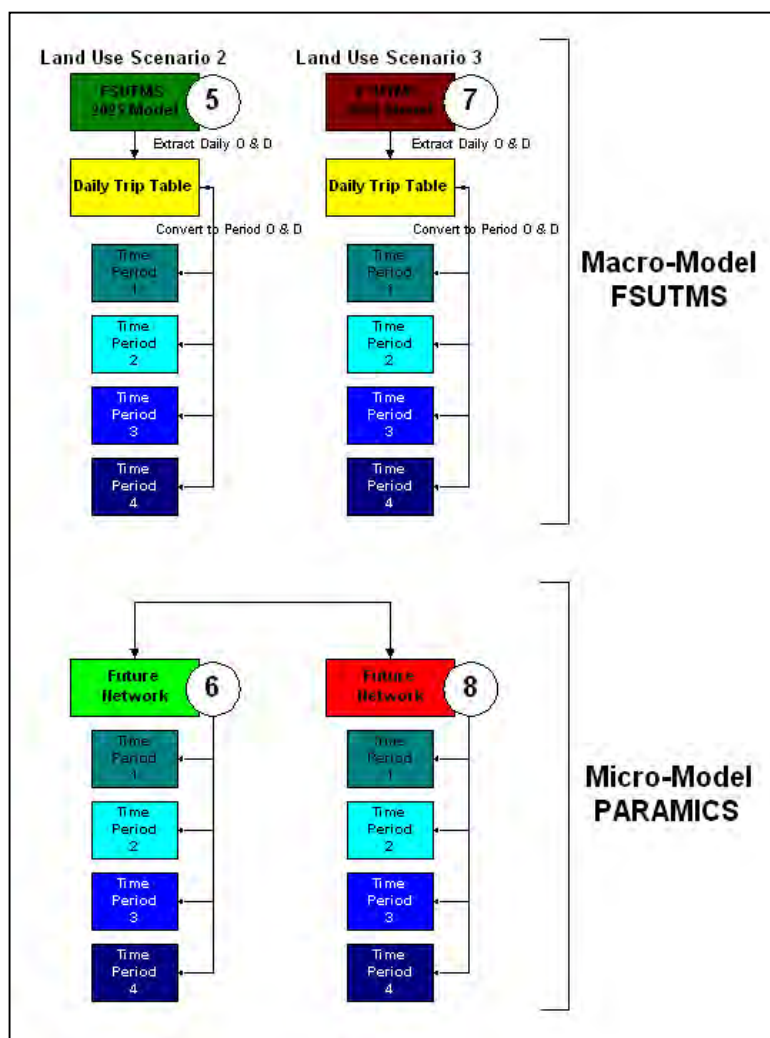 Land Use Scenario 2
Land Use Scenario 3
FSUTMS
2025 Model
5
FSUTMS
Model
7
Extract Daily O & D
Extract Daily O & D
Daily Trip Table
Daily Trip Table
Convert to Period O & D
Convert to Period O & D
Time
Period
1
Time
Period
1
Time
Period
2
Time
Period
2
Time
Period
3
Time
Period
3
Time
Period
4
Time
Period
4
Macro-Model
FSUTMS
Future
Network
6
Future
Network
8
Time
Period
1
Time
Period
1
Time
Period
2
Time
Period
2
Time
Period
3
Time
Period
3
Time
Period
4
Time
Period
4
Micro-Model
PARAMICS